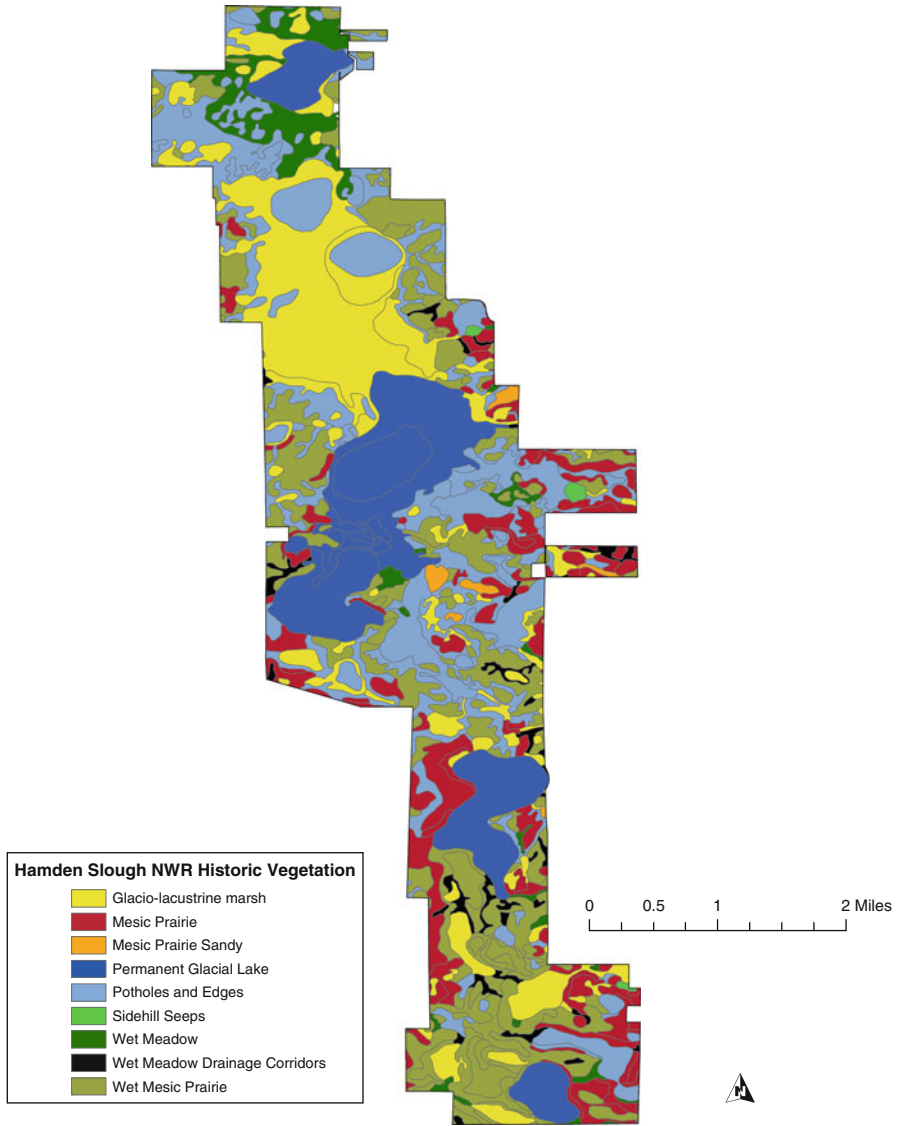 Hamden Slough NWR Historic Vegetation
Glacio-lacustrine marsh
Mesic Prairie
Mesic Prairie Sandy
Permanent Glacial Lake
Potholes and Edges
Sidehill Seeps
Wet Meadow
Wet Meadow Drainage Corridors
Wet Mesic Prairie
0 0.5 1 2 Miles
N